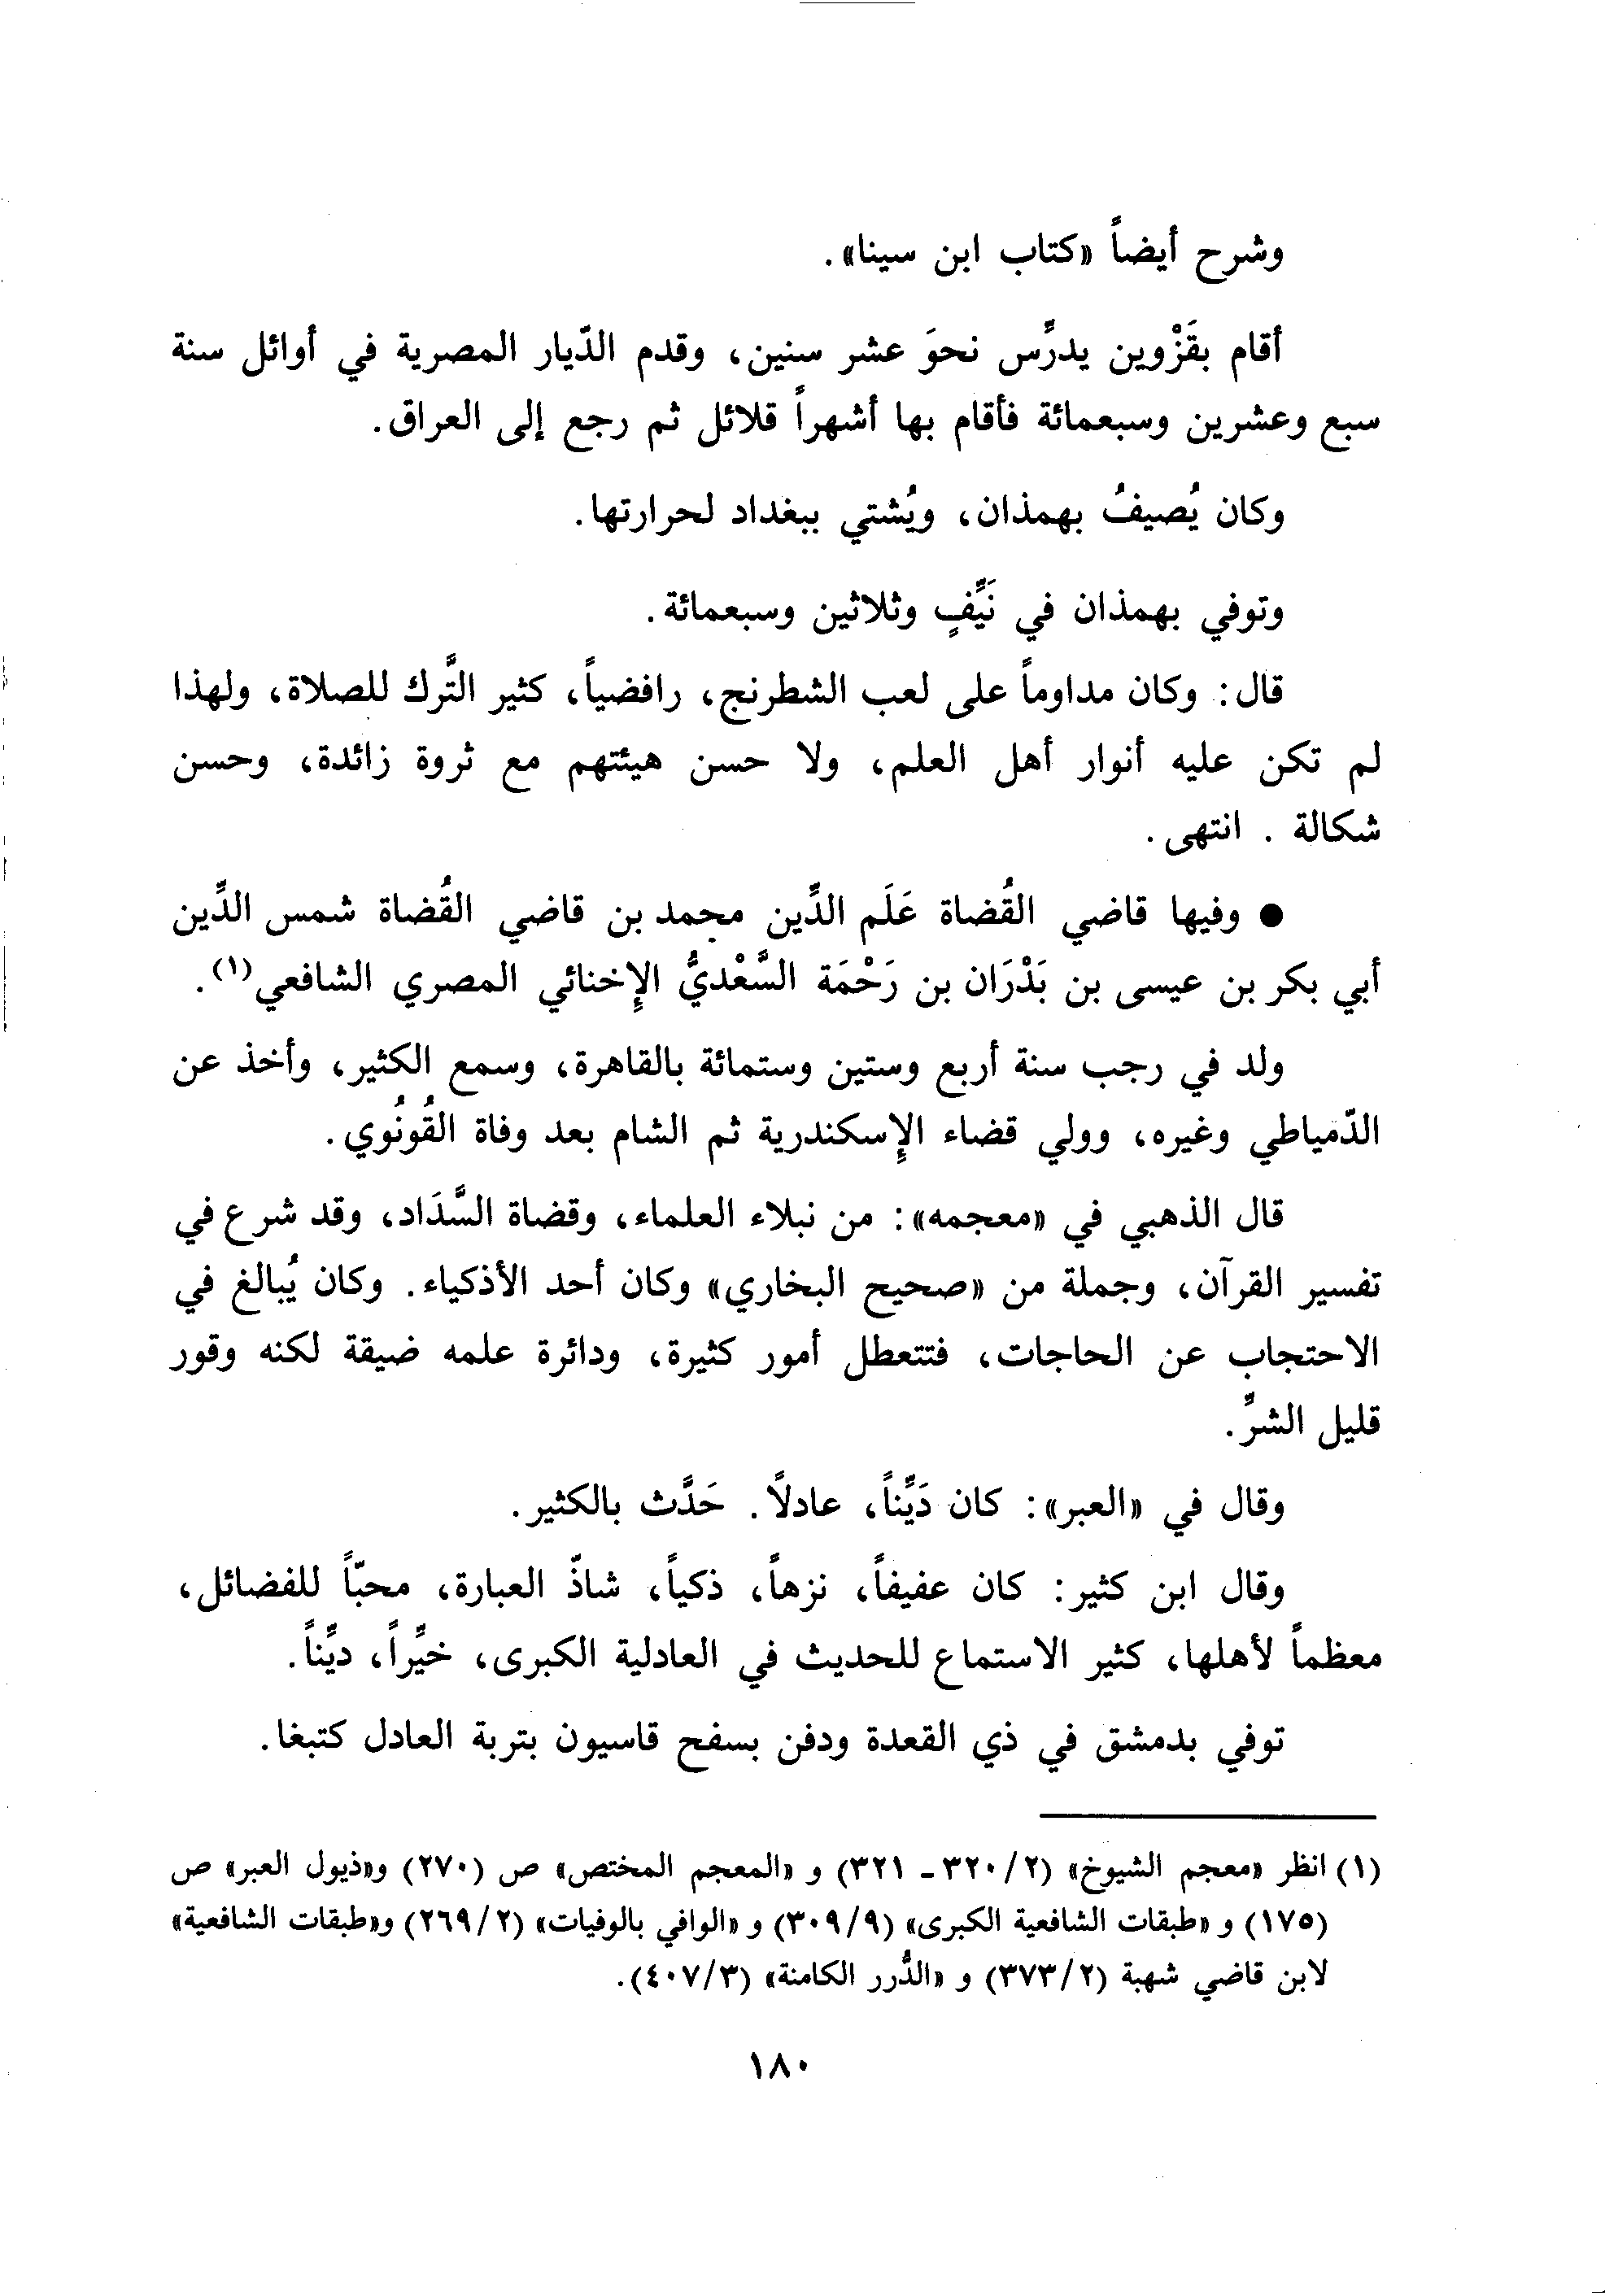 وشرح أيضاً «كتاب ابن سينا».
أقام بقَزْوين يدرِّس نحوَ عشر سنين، وقدم الدّيار المصرية في أوائل سنة
سبع وعشرين وسبعمائة فأقام بها أشهراً قلائل ثم رجع إلى العراق.
وكان يُصيفُ بهمذان، ويُشتي ببغداد لحرارتها.
وتوفي بهمذان في نَيِّفٍ وثلاثين وسبعمائة.
قال: وكان مداوماً على لعب الشطرنج، رافضياً، كثير التَّرك للصلاة، ولهذا
لم تكن عليه أنوار أهل العلم، ولا حسن هيئتهم مع ثروة زائدة، وحسن
شكالة . انتهى.
● وفيها قاضي القُضاة عَلَم الدِّين محمد بن قاضي القُضاة شمس الدِّين
أبي بكر بن عيسى بن بَدْرَان بن رَحْمَة السَّعْديُّ الإِخنائي المصري الشافعي(١).
ولد في رجب سنة أربع وستين وستمائة بالقاهرة، وسمع الكثير، وأخذ عن
الدّمياطي وغيره، وولي قضاء الإِسكندرية ثم الشام بعد وفاة القُونُوي.
قال الذهبي في «معجمه»: من نبلاء العلماء، وقضاة السَّدَاد، وقد شرع في
تفسير القرآن، وجملة من «صحيح البخاري» وكان أحد الأذكياء. وكان يُبالغ في
الاحتجاب عن الحاجات، فتتعطل أمور كثيرة، ودائرة علمه ضيقة لكنه وقور
قليل الشرِّ.
وقال في «العبر»: كان دَيِّناً، عادلاً. حَدَّث بالكثير.
وقال ابن كثير: كان عفيفاً، نزهاً، ذكياً، شاذّ العبارة، محبّاً للفضائل،
معظماً لأهلها، كثير الاستماع للحديث في العادلية الكبرى، خيِّراً، ديِّناً.
توفي بدمشق في ذي القعدة ودفن بسفح قاسيون بتربة العادل كتبغا.
(١) انظر «معجم الشيوخ» (٢/ ٣٢٠ - ٣٢١) و «المعجم المختص» ص (٢٧٠) و«ذيول العبر» ص
(١٧٥) و «طبقات الشافعية الكبرى» (٩/ ٣٠٩) و «الوافي بالوفيات» (٢/ ٢٦٩) و«طبقات الشافعية»
لابن قاضي شهبة (٢/ ٣٧٣) و «الدُّرر الكامنة» (٣/ ٤٠٧).
١٨٠